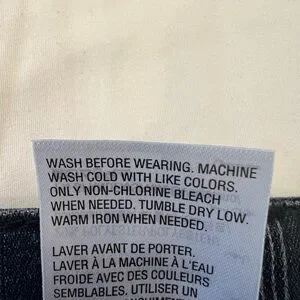 WASH BEFORE WEARING. MACHINE
WASH COLD WITH LIKE COLORS.
ONLY NON-CHLORINE BLEACH
WHEN NEEDED. TUMBLE DRY LOW.
WARM IRON WHEN NEEDED.
LAVER AVANT DE PORTER.
LAVER À LA MACHINE À L'EAU
FROIDE AVEC DES COULEURS
SEMBLABLES, UTILISER UN